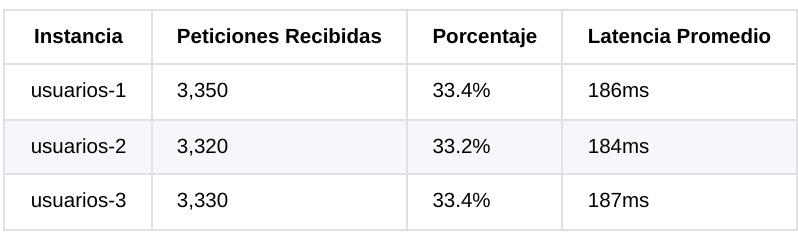 Instancia Peticiones Recibidas Porcentaje Latencia Promedio
usuarios-1 3,350 33.4% 186ms
usuarios-2 3,320 33.2% 184ms
usuarios-3 3,330 33.4% 187ms